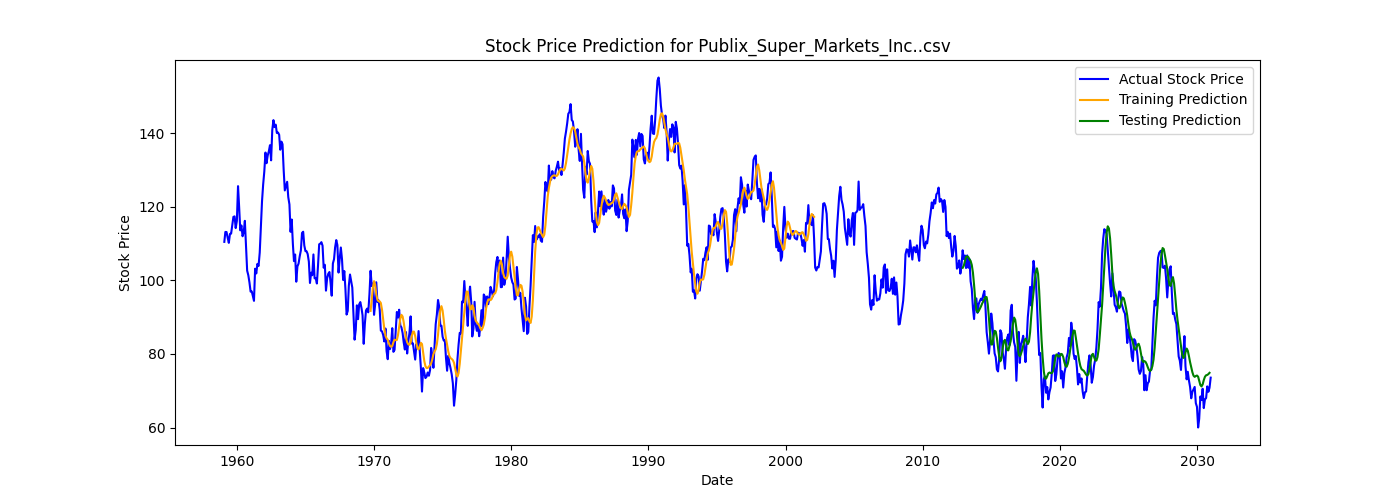 Stock Price Prediction for Publix_Super_Markets_Inc..csv
Actual Stock Price
Training Prediction
Testing Prediction
Stock Price
140
120
100
80
60
1960
1970
1980
1990
2000
2010
2020
2030
Date